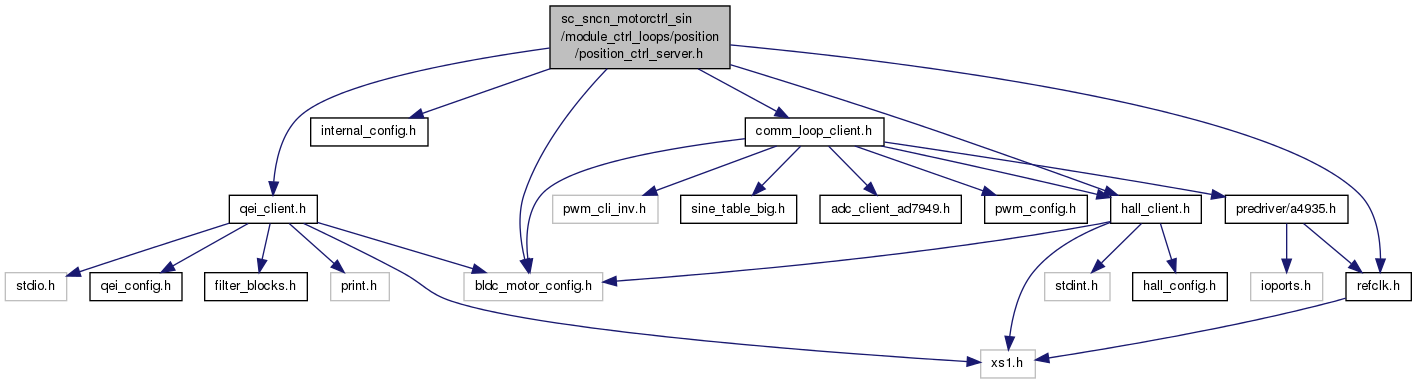 sc_sncn_motorctrl_sin
/module_ctrl_loops/position
/position_ctrl_server.h
internal_config.h
comm_loop_client.h
qei_client.h
pwm_cli_inv.h
sine_table_big.h
adc_client_ad7949.h
pwm_config.h
hall_client.h
predriver/a4935.h
stdio.h
qei_config.h
filter_blocks.h
print.h
bldc_motor_config.h
stdint.h
hall_config.h
ioports.h
refclk.h
xs1.h